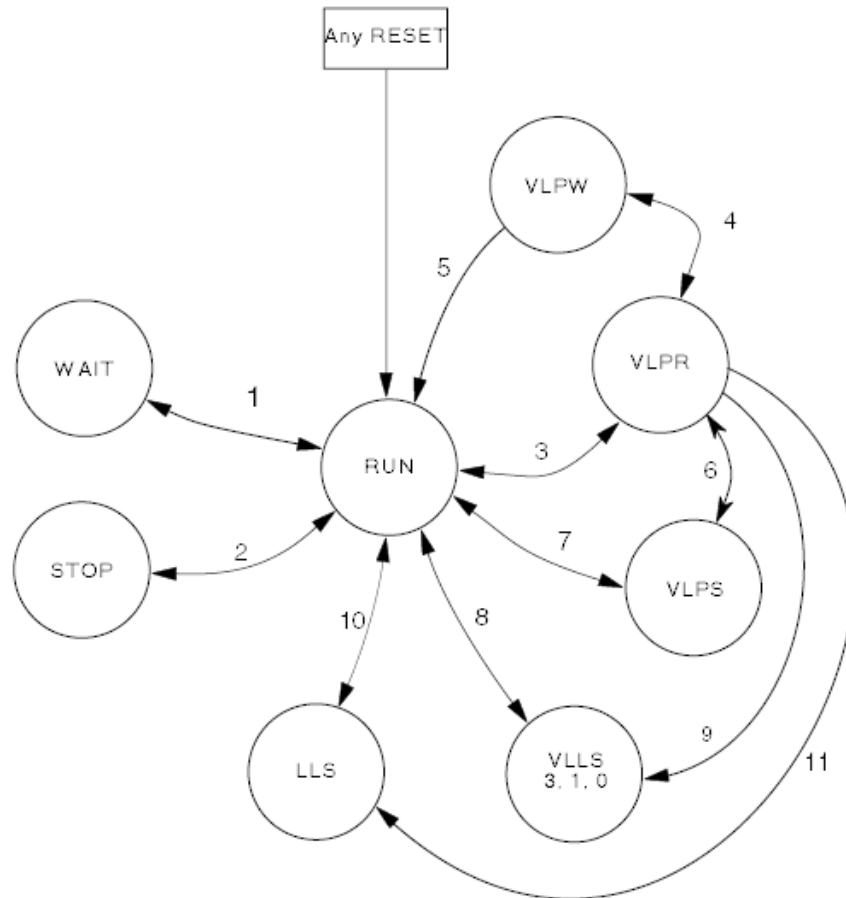 Any RESET
VLPW
4
5
WAIT
VLPR
1
3
RUN
6
2
7
STOP
VLPS
10
8
9
11
LLS
VLLS
3, 1, 0